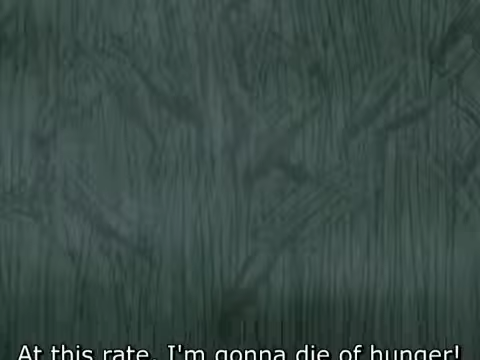 At this rate, I'm gonna die of hunger!